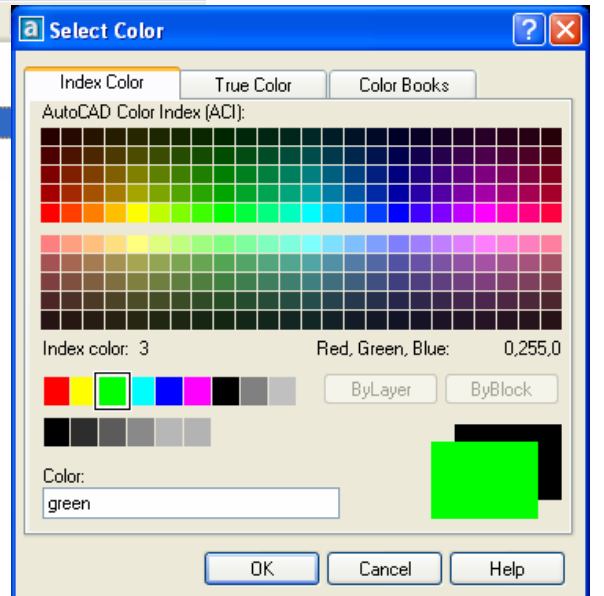 a Select Color ? X
Index Color True Color Color Books
AutoCAD Color Index (ACI):
Index color: 3 Red, Green, Blue: 0,255,0
ByLayer ByBlock
Color:
green
OK Cancel Help